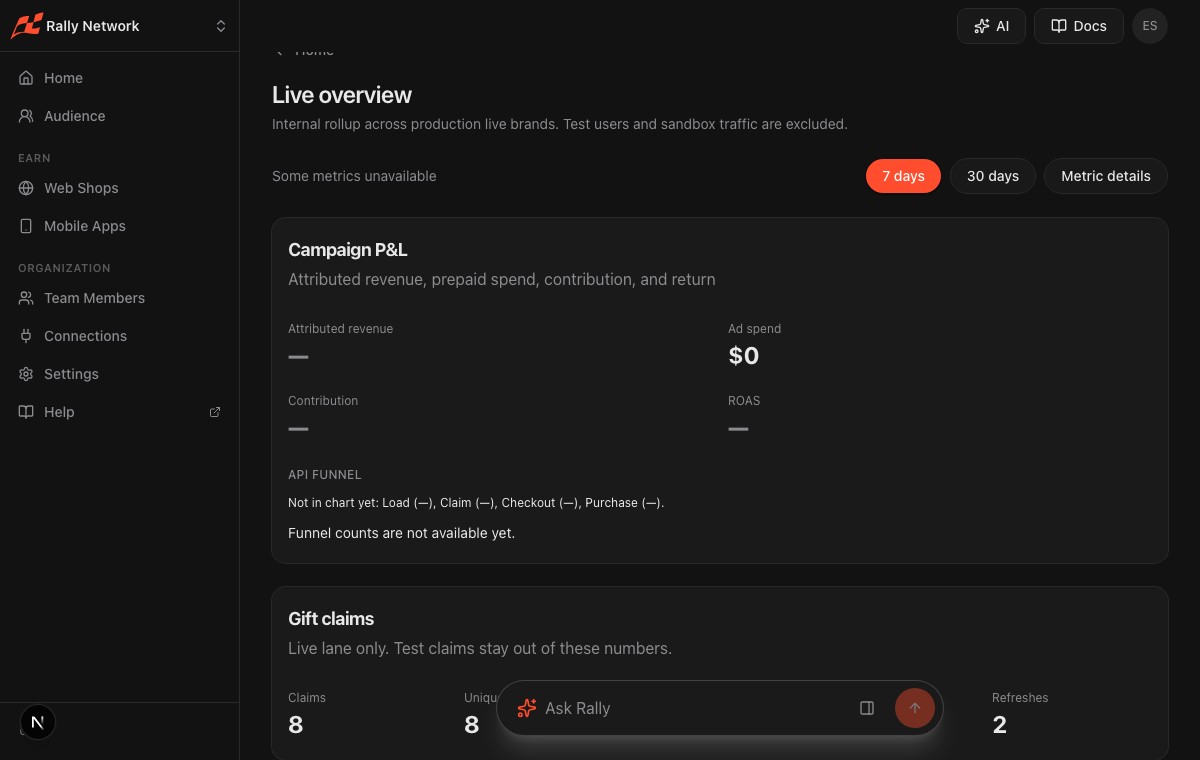 Rally Network
AI
Docs
ES
Home
Home
Audience
EARN
Web Shops
Mobile Apps
ORGANIZATION
Team Members
Connections
Settings
Help
N
Live overview
Internal rollup across production live brands. Test users and sandbox traffic are excluded.
Some metrics unavailable
7 days
30 days
Metric details
Campaign P&L
Attributed revenue, prepaid spend, contribution, and return
Attributed revenue
—
Ad spend
$0
Contribution
—
ROAS
—
API FUNNEL
Not in chart yet: Load (—), Claim (—), Checkout (—), Purchase (—).
Funnel counts are not available yet.
Gift claims
Live lane only. Test claims stay out of these numbers.
Claims
8
Uniqu
8
Refreshes
2
Ask Rally